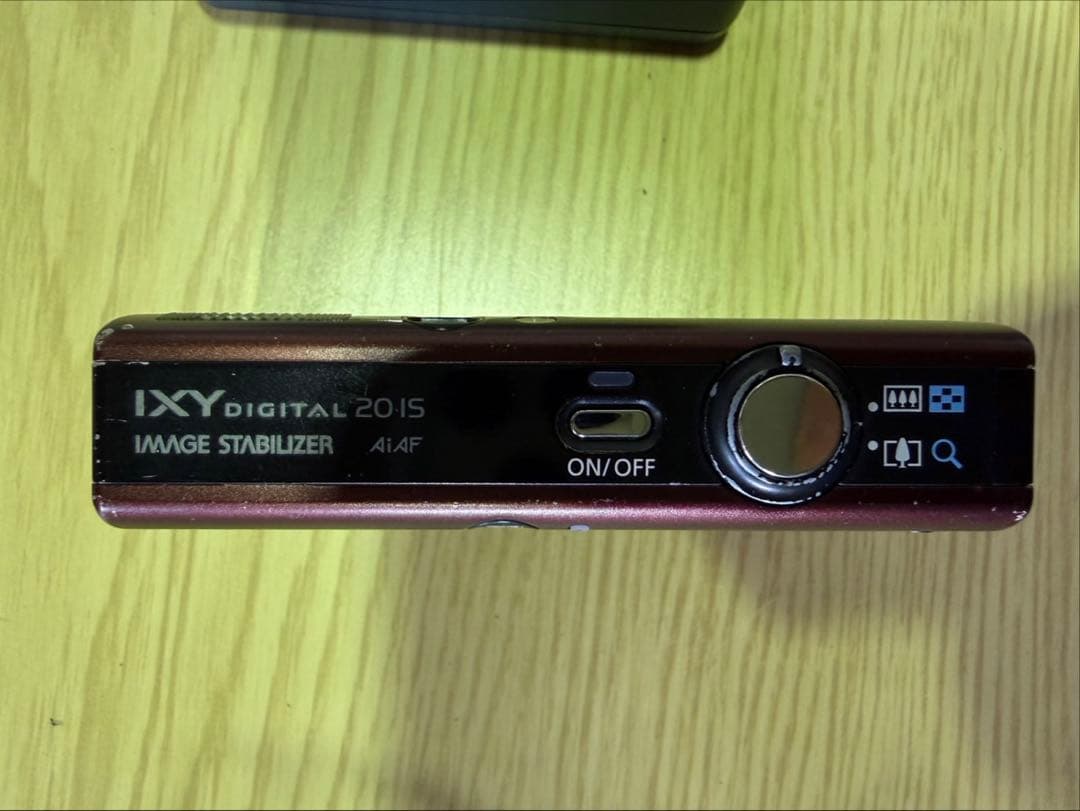 IXY DIGITAL 20 IS
IMAGE STABILIZER AiAF
ON/OFF